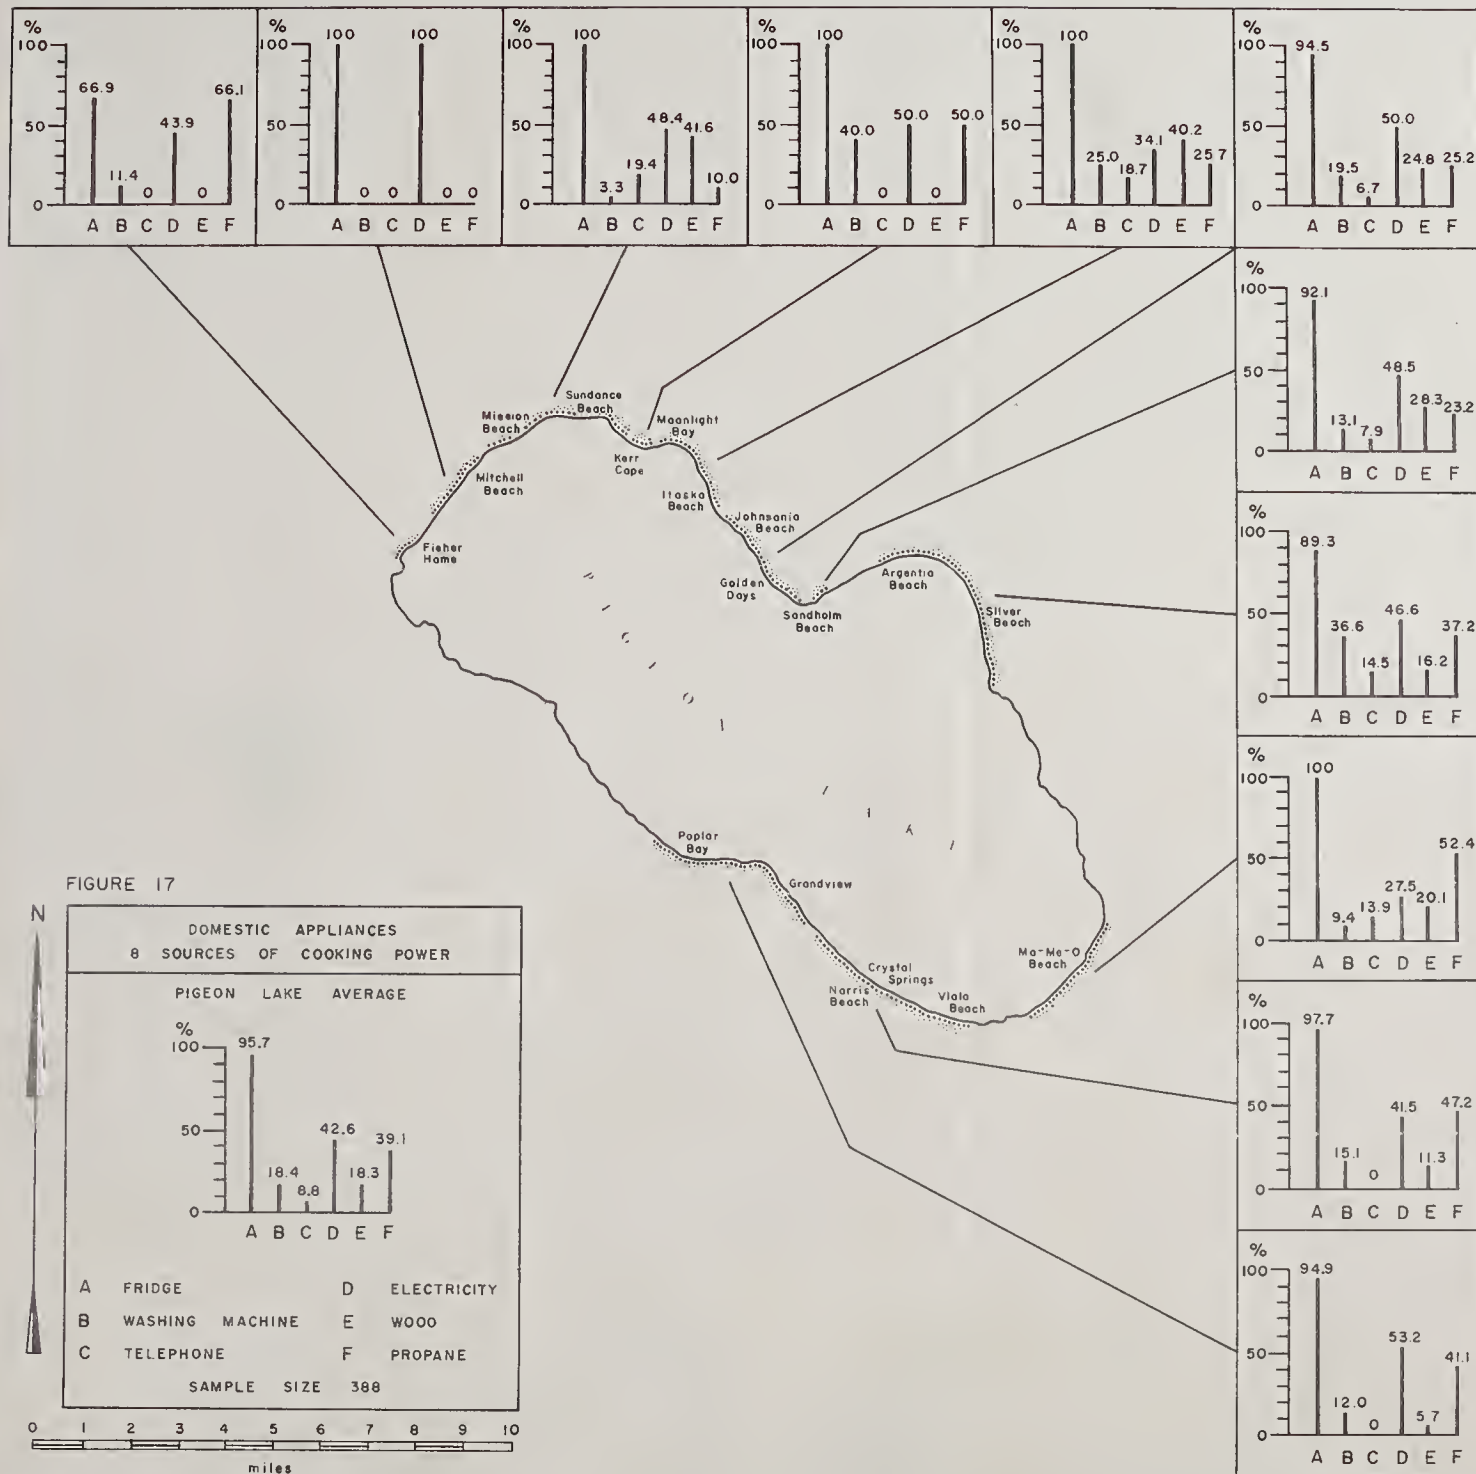 %
100
66.9
66.1
50
43.9
11.4
0 0
0
A B C D E F
%
100
100 100
50
0 0 0 0
0
A B C D E F
%
100
100
50
48.4
41.6
19.4
10.0
3.3
0
A B C D E F
%
100
100
50
40.0
50.0
50.0
0 0
0
A B C D E F
%
100
100
50
25.0
18.7
34.1
40.2
25.7
0
A B C D E F
%
100
94.5
50
50.0
19.5
6.7
24.8
25.2
0
A B C D E F
%
100
92.1
50
48.5
13.1
7.9
28.3
23.2
0
A B C D E F
%
100
89.3
50
46.6
36.6
37.2
14.5
16.2
0
A B C D E F
%
100
100
50
52.4
27.5
20.1
9.4
13.9
0
A B C D E F
%
100
97.7
50
41.5
47.2
15.1
0
11.3
0
A B C D E F
%
100
94.9
50
53.2
41.1
12.0
0
5.7
0
A B C D E F
Sundance
Beach
Mission
Beach
Moonlight
Bay
Kerr
Cape
Mitchell
Beach
Itaska
Beach
Johnsonia
Beach
Fisher
Home
Golden
Days
Argentia
Beach
Sandholm
Beach
Silver
Beach
Poplar
Bay
Grandview
Ma-Me-O
Beach
Crystal
Springs
Norris
Beach
Viola
Beach
FIGURE 17
N
DOMESTIC APPLIANCES
8 SOURCES OF COOKING POWER
PIGEON LAKE AVERAGE
%
100
95.7
50
42.6
39.1
18.4
8.8
18.3
0
A B C D E F
A FRIDGE D ELECTRICITY
B WASHING MACHINE E WOOD
C TELEPHONE F PROPANE
SAMPLE SIZE 388
0 1 2 3 4 5 6 7 8 9 10
miles